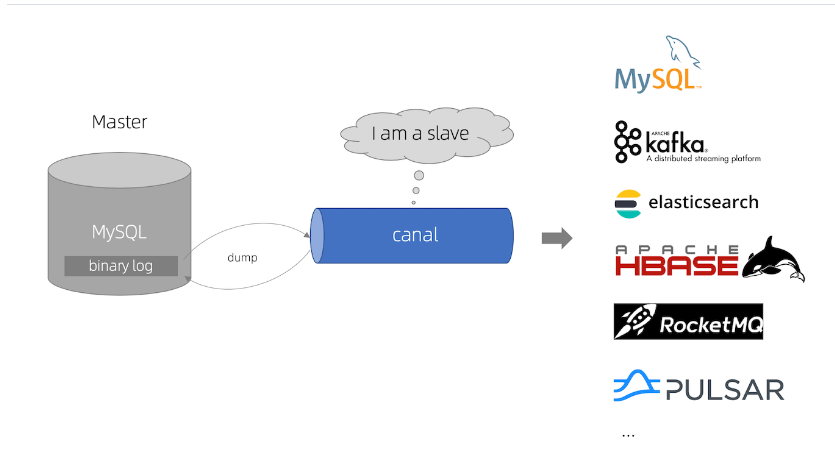 Master
MySQL
binary log
dump
I am a slave
canal
MySQL
APACHE
kafka®
A distributed streaming platform
elasticsearch
APACHE
HBASE
RocketMQ
PULSAR
...